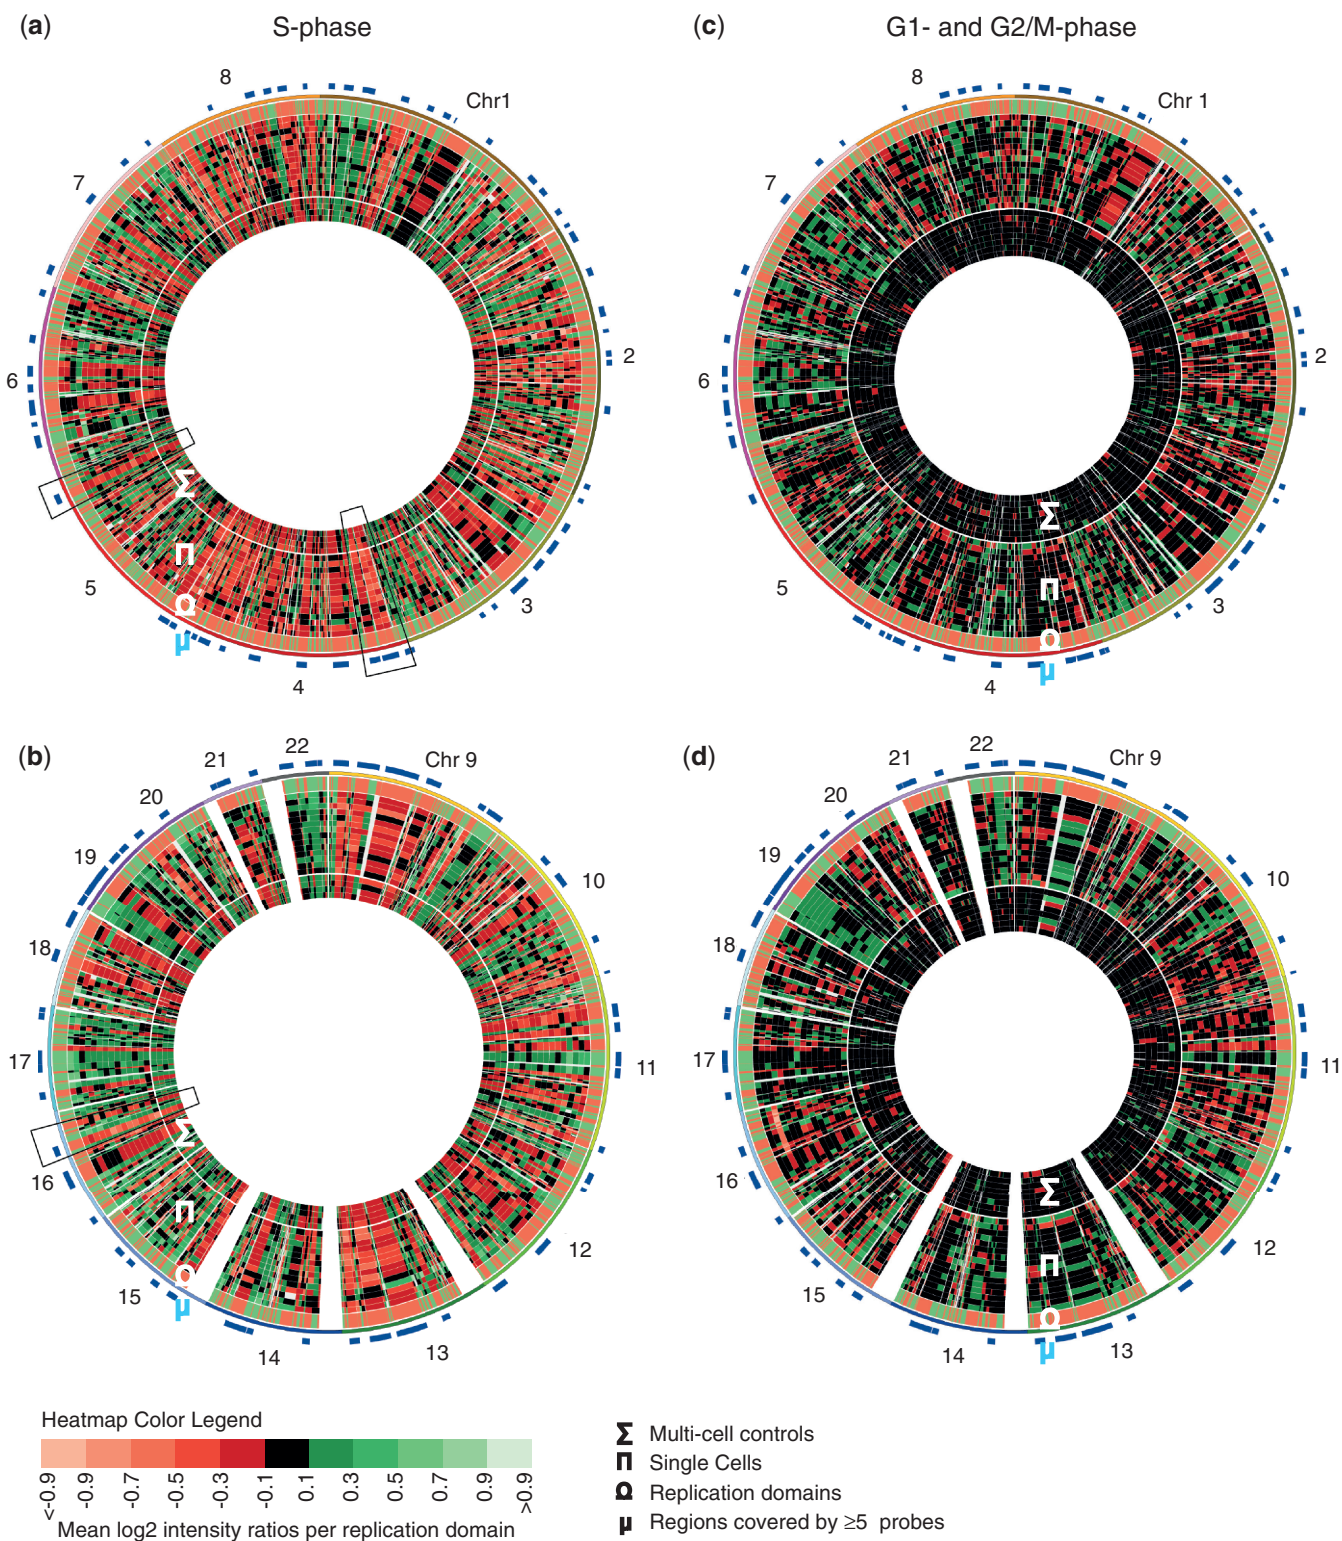 (a) S-phase
(c) G1- and G2/M-phase
8
Chr1
7
2
6
5
3
4
Σ
Π
Ω
μ
8
Chr 1
7
2
6
5
3
4
Σ
Π
Ω
μ
(b)
21
22
Chr 9
20
19
10
18
17
11
16
12
15
14
13
Σ
Π
Ω
μ
(d)
21
22
Chr 9
20
19
10
18
17
11
16
12
15
14
13
Σ
Π
Ω
μ
Heatmap Color Legend
<-0.9 -0.9 -0.7 -0.5 -0.3 -0.1 0.1 0.3 0.5 0.7 0.9 >0.9
Mean log2 intensity ratios per replication domain
Σ Multi-cell controls
Π Single Cells
Ω Replication domains
μ Regions covered by ≥5 probes